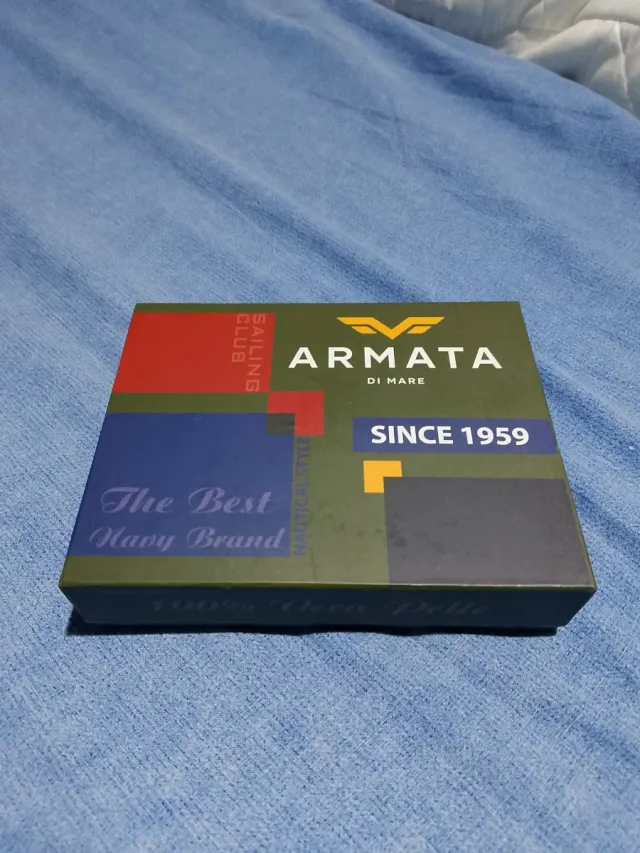 SAILING
CLUB
ARMATA
DI MARE
SINCE 1959
NAUTICAL STYLE
The Best
Navy Brand
100% Vera Pelle